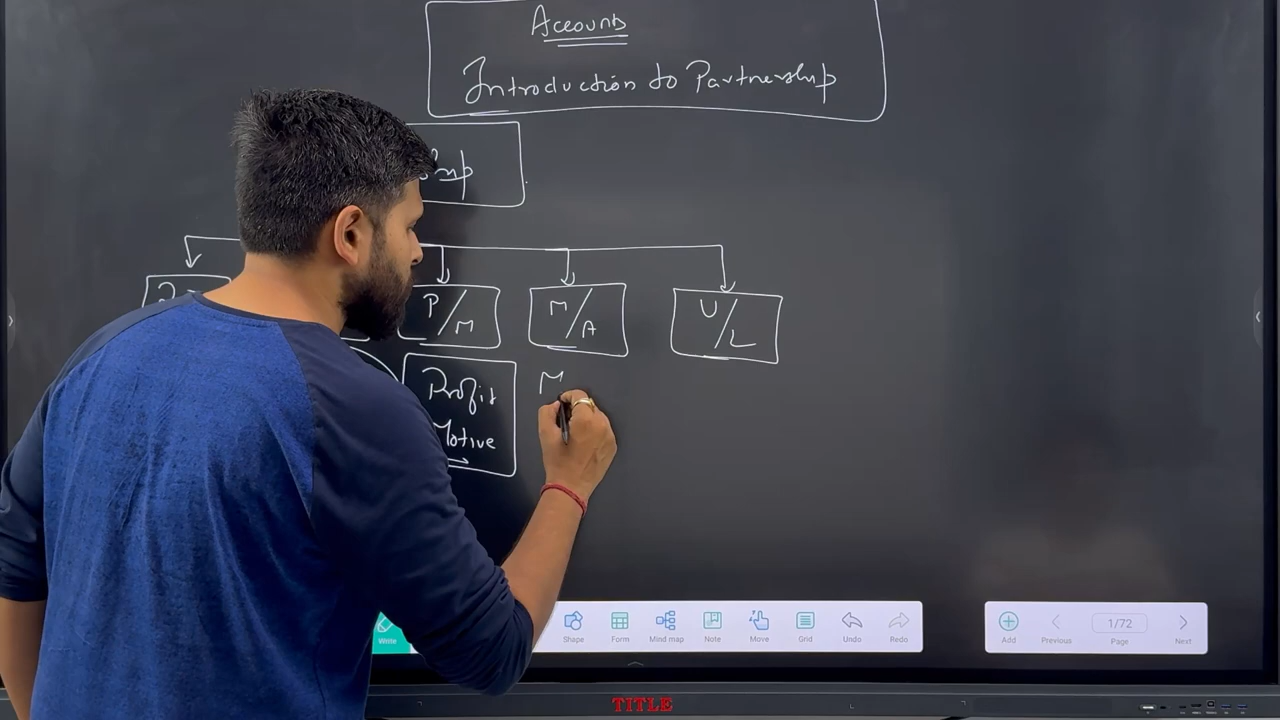 Accounts
Introduction to Partnership
P/M
M/A
U/L
Profit
Motive
M
Write
Shape
Form
Mind map
Note
Move
Grid
Undo
Redo
Add
Previous
1/72
Page
Next
TITLE